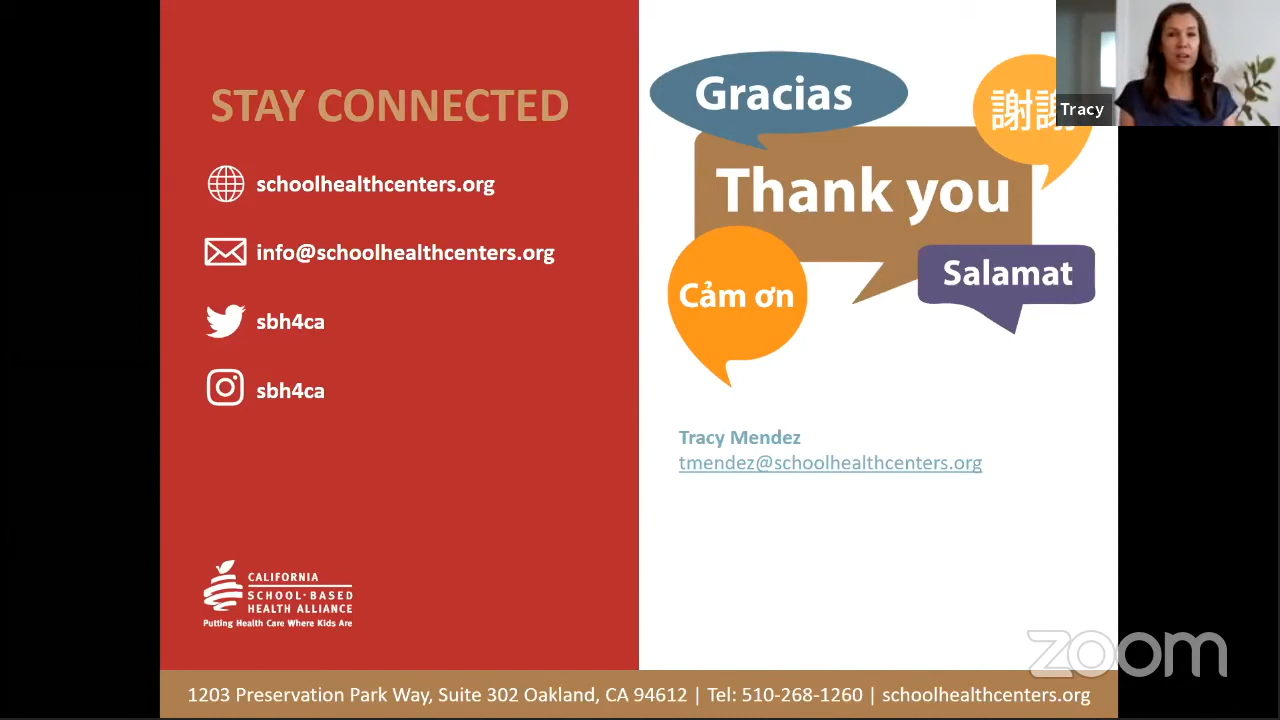 STAY CONNECTED
schoolhealthcenters.org
info@schoolhealthcenters.org
sbh4ca
sbh4ca
CALIFORNIA
SCHOOL-BASED
HEALTH ALLIANCE
Putting Health Care Where Kids Are
Gracias
謝謝
Thank you
Cảm ơn
Salamat
Tracy Mendez
tmendez@schoolhealthcenters.org
Tracy
zoom
1203 Preservation Park Way, Suite 302 Oakland, CA 94612 | Tel: 510-268-1260 | schoolhealthcenters.org